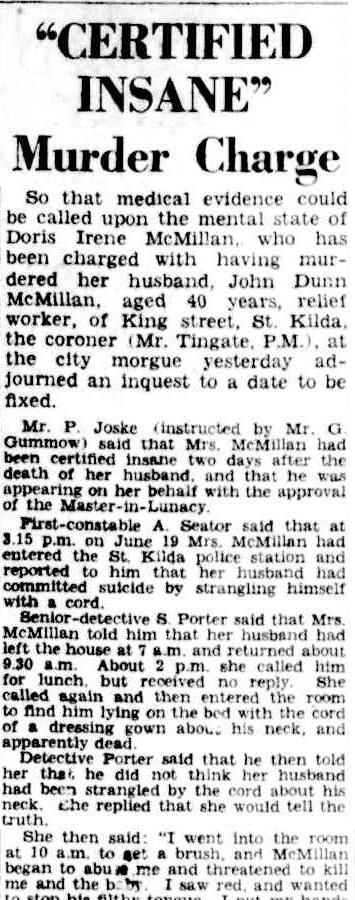 “CERTIFIED
INSANE”
Murder Charge
So that medical evidence could
be called upon the mental state of
Doris Irene McMillan, who has
been charged with having mur-
dered her husband, John Dunn
McMillan, aged 40 years, relief
worker, of King street, St. Kilda,
the coroner (Mr. Tingate, P.M.), at
the city morgue yesterday ad-
journed an inquest to a date to be
fixed.
Mr. P. Joske (instructed by Mr. G.
Gummow) said that Mrs. McMillan had
been certified insane two days after the
death of her husband, and that he was
appearing on her behalf with the approval
of the Master-in-Lunacy.
First-constable A. Seator said that at
3.15 p.m. on June 19 Mrs. McMillan had
entered the St. Kilda police station and
reported to him that her husband had
committed suicide by strangling himself
with a cord.
Senior-detective S. Porter said that Mrs.
McMillan told him that her husband had
left the house at 7 a.m. and returned about
9.30 a.m. About 2 p.m. she called him
for lunch, but received no reply. She
called again and then entered the room
to find him lying on the bed with the cord
of a dressing gown about his neck, and
apparently dead.
Detective Porter said that he then told
her that he did not think her husband
had been strangled by the cord about his
neck. She replied that she would tell the
truth.
She then said: "I went into the room
at 10 a.m. to get a brush, and McMillan
began to abuse me and threatened to kill
me and the baby. I saw red, and wanted
to stop his filthy tongue. I put my hands